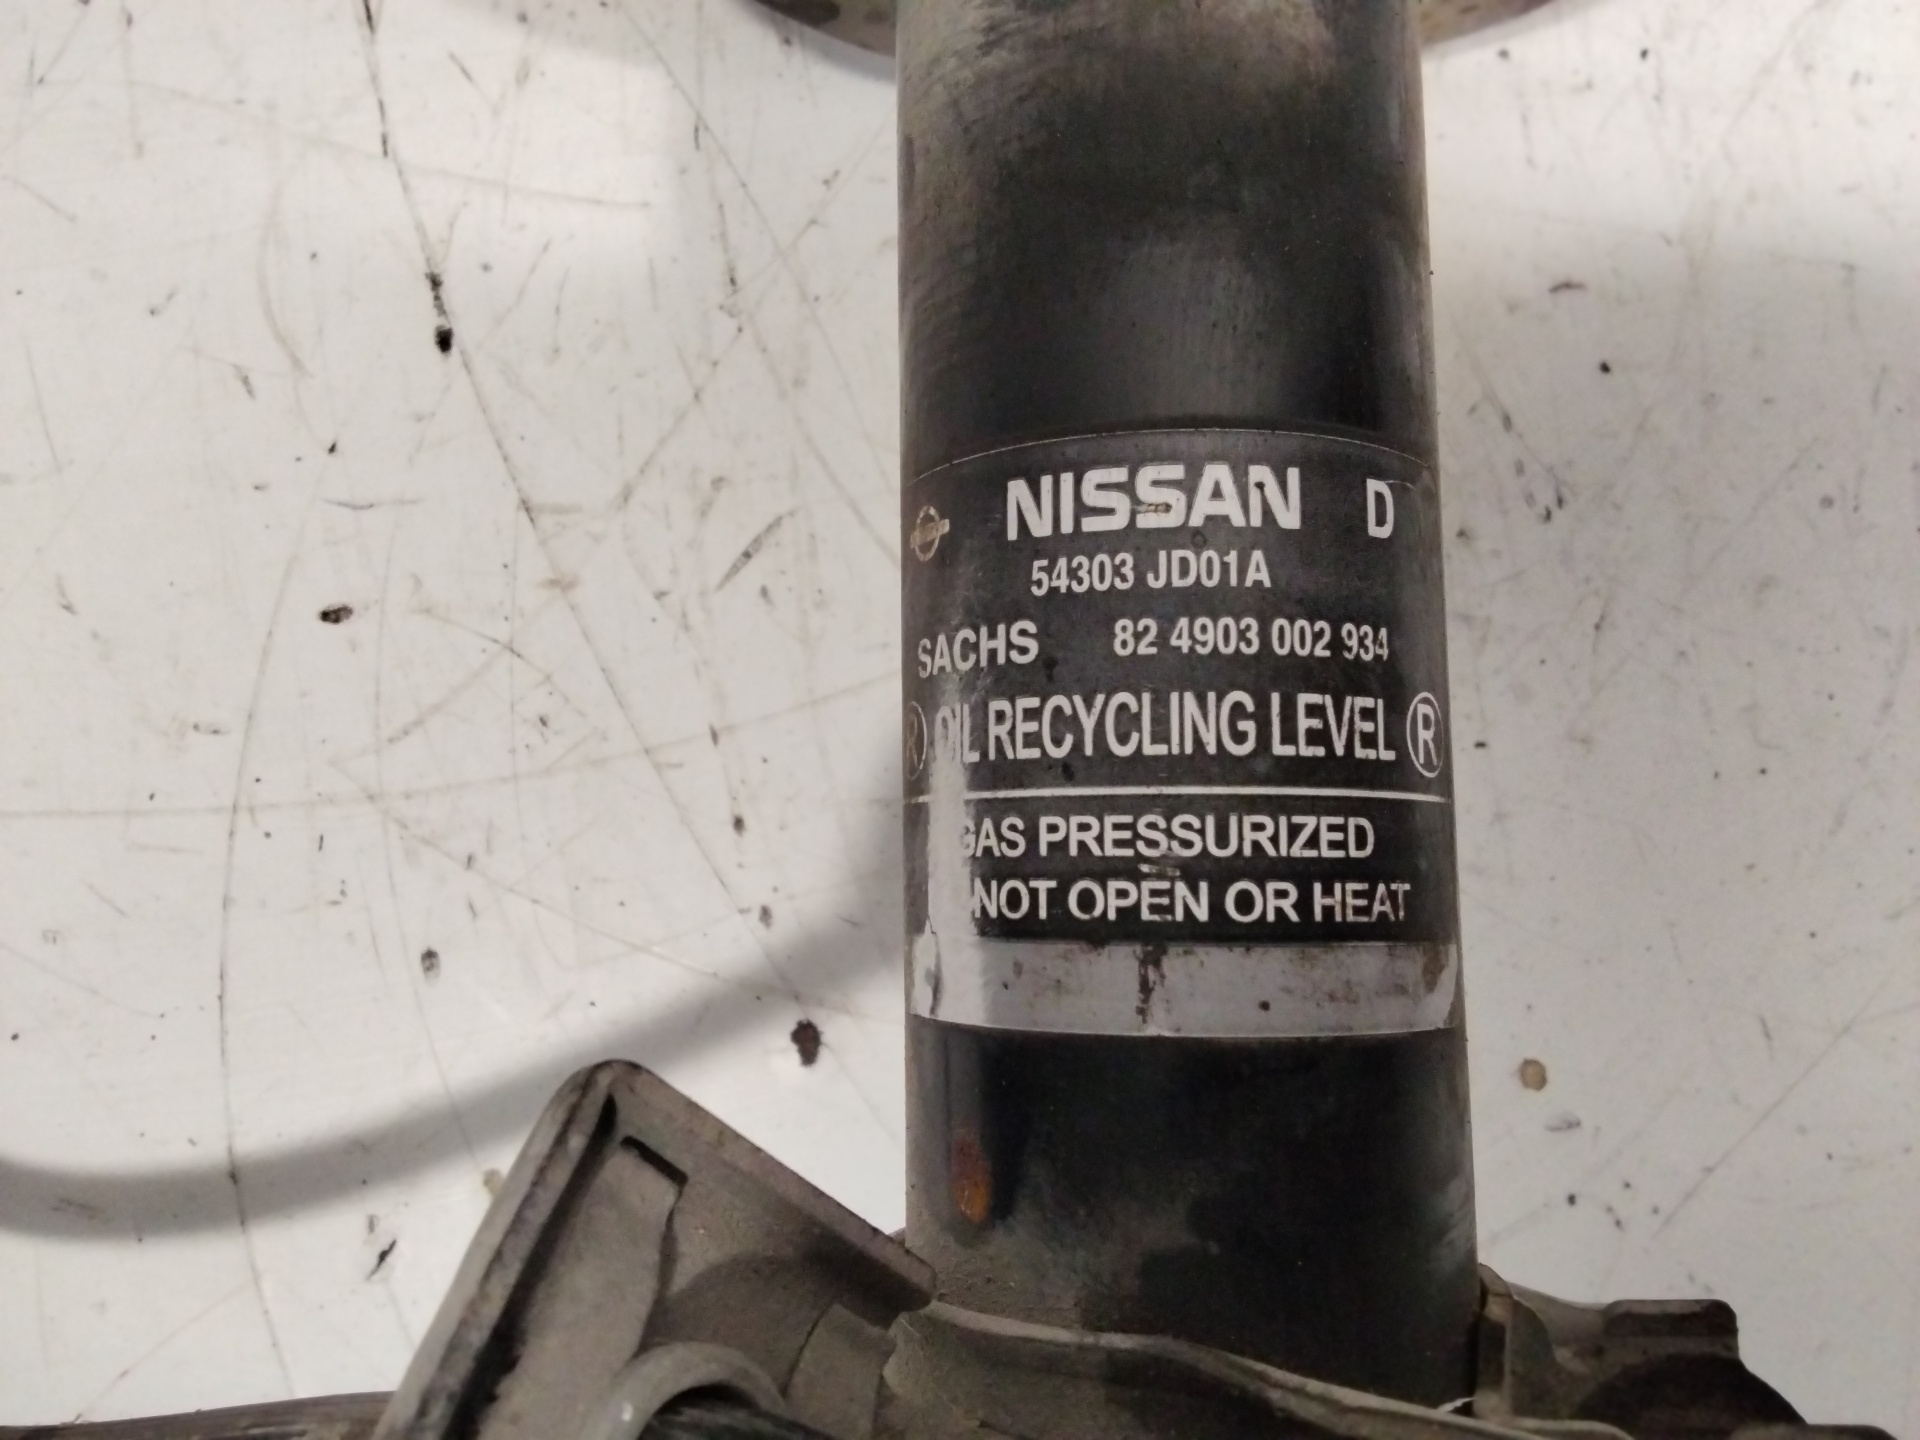 NISSAN D
54303 JD01A
SACHS 82 4903 002 934
Ⓡ OIL RECYCLING LEVEL Ⓡ
GAS PRESSURIZED
NOT OPEN OR HEAT